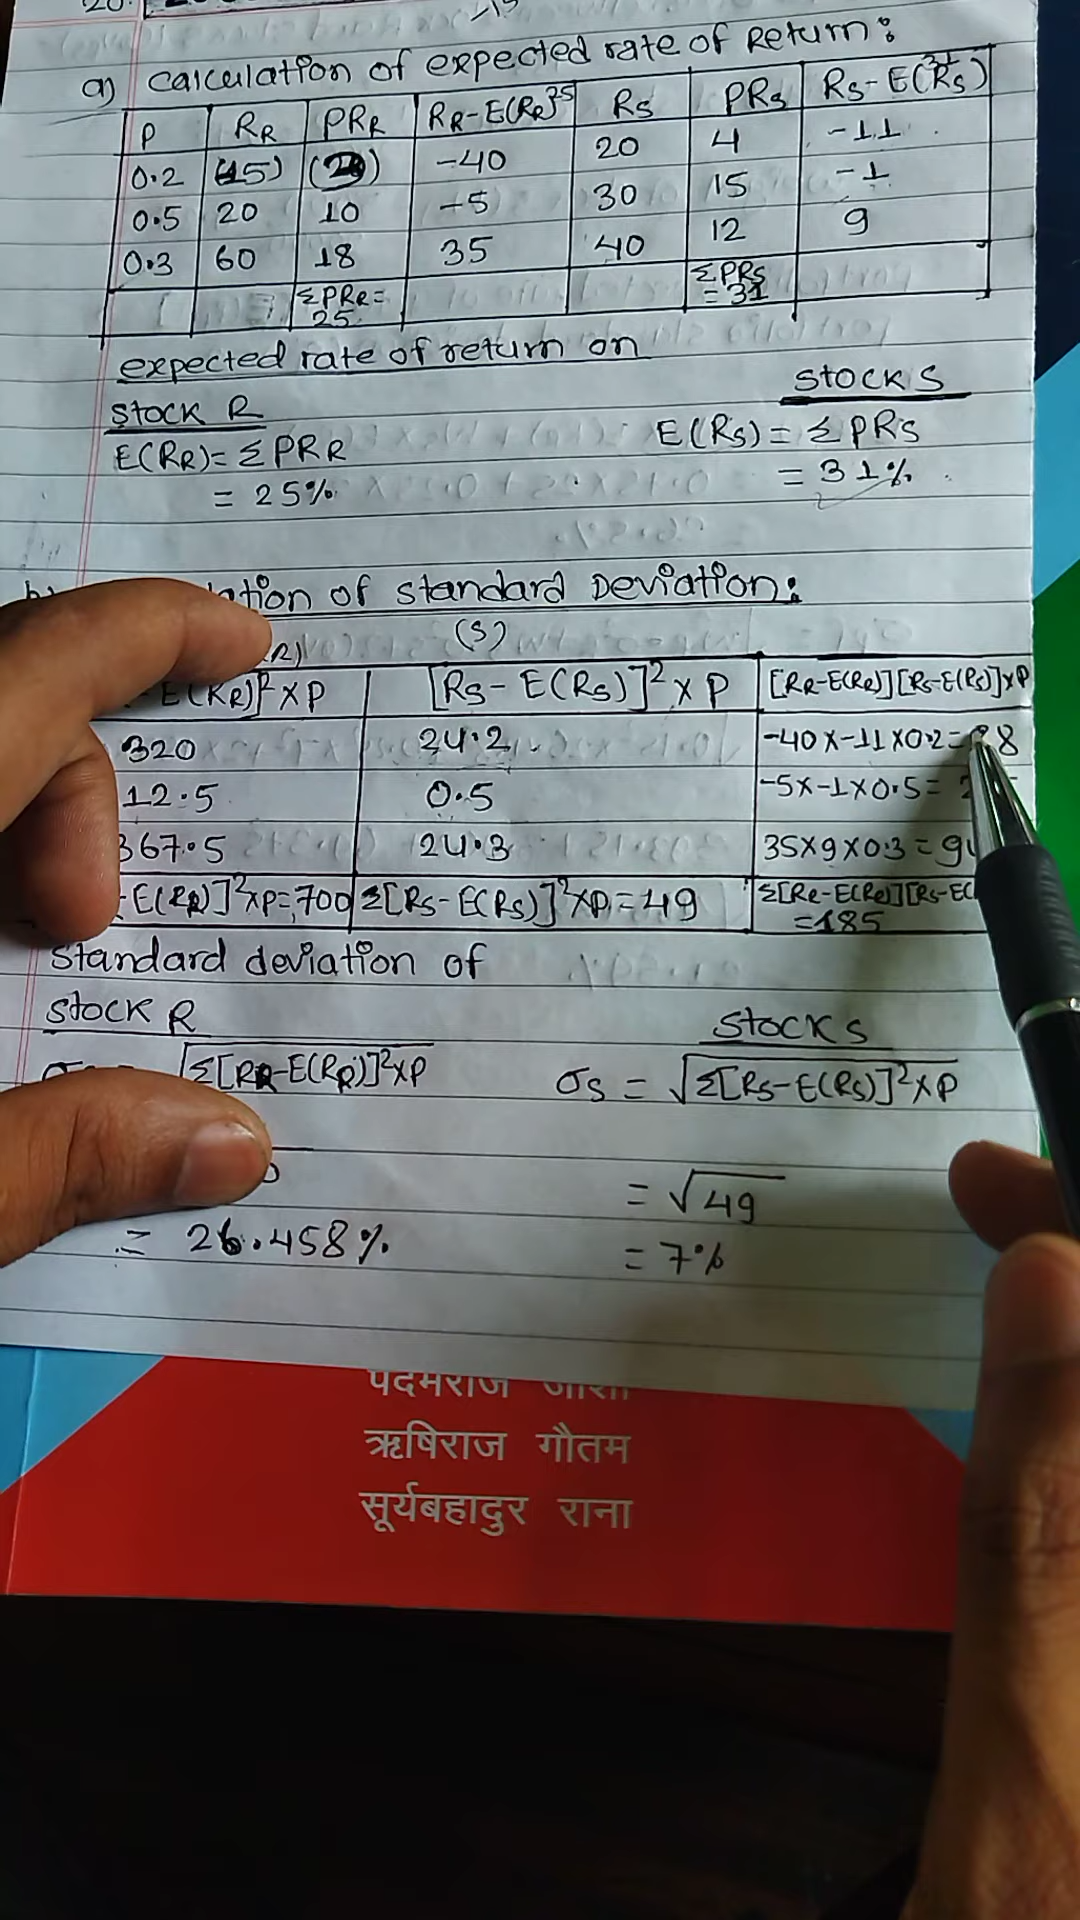 a) calculation of expected rate of Return:
P RR PRR RR-E(RR)25 RS PRS RS-E(RS)31
0.2 (15) -40 20 4 -11
0.5 20 10 -5 30 15 -1
0.3 60 18 35 40 12 9
ΣPRR= ΣPRS
25 = 31
expected rate of return on
Stock R Stock S
E(RR)= ΣPRR E(RS)= ΣPRS
= 25% = 31%
ation of standard Deviation:
(S)
E(RR)]²×P [RS-E(RS)]²×P [RR-E(RR)][RS-E(RS)]×P
320 24.2 -40×-11×0.2=88
12.5 0.5 -5×-1×0.5=
367.5 24.3 35×9×0.3=9
-E(RR)]²×P=700 Σ[RS-E(RS)]²×P=49 Σ[RR-E(RR)][RS-E(
=185
Standard deviation of
Stock R Stock S
Σ[RR-E(RR)]²×P σS = √Σ[RS-E(RS)]²×P
= √49
= 26.458% = 7%
पदमराज जोशी
ऋषिराज गौतम
सूर्यबहादुर राना